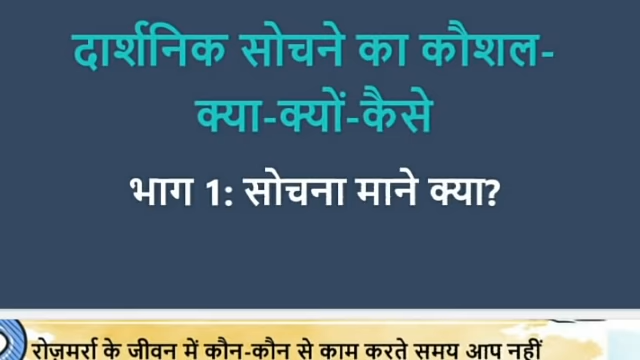 दार्शनिक सोचने का कौशल-
क्या-क्यों-कैसे
भाग 1: सोचना माने क्या?
रोज़मर्रा के जीवन में कौन-कौन से काम करते समय आप नहीं